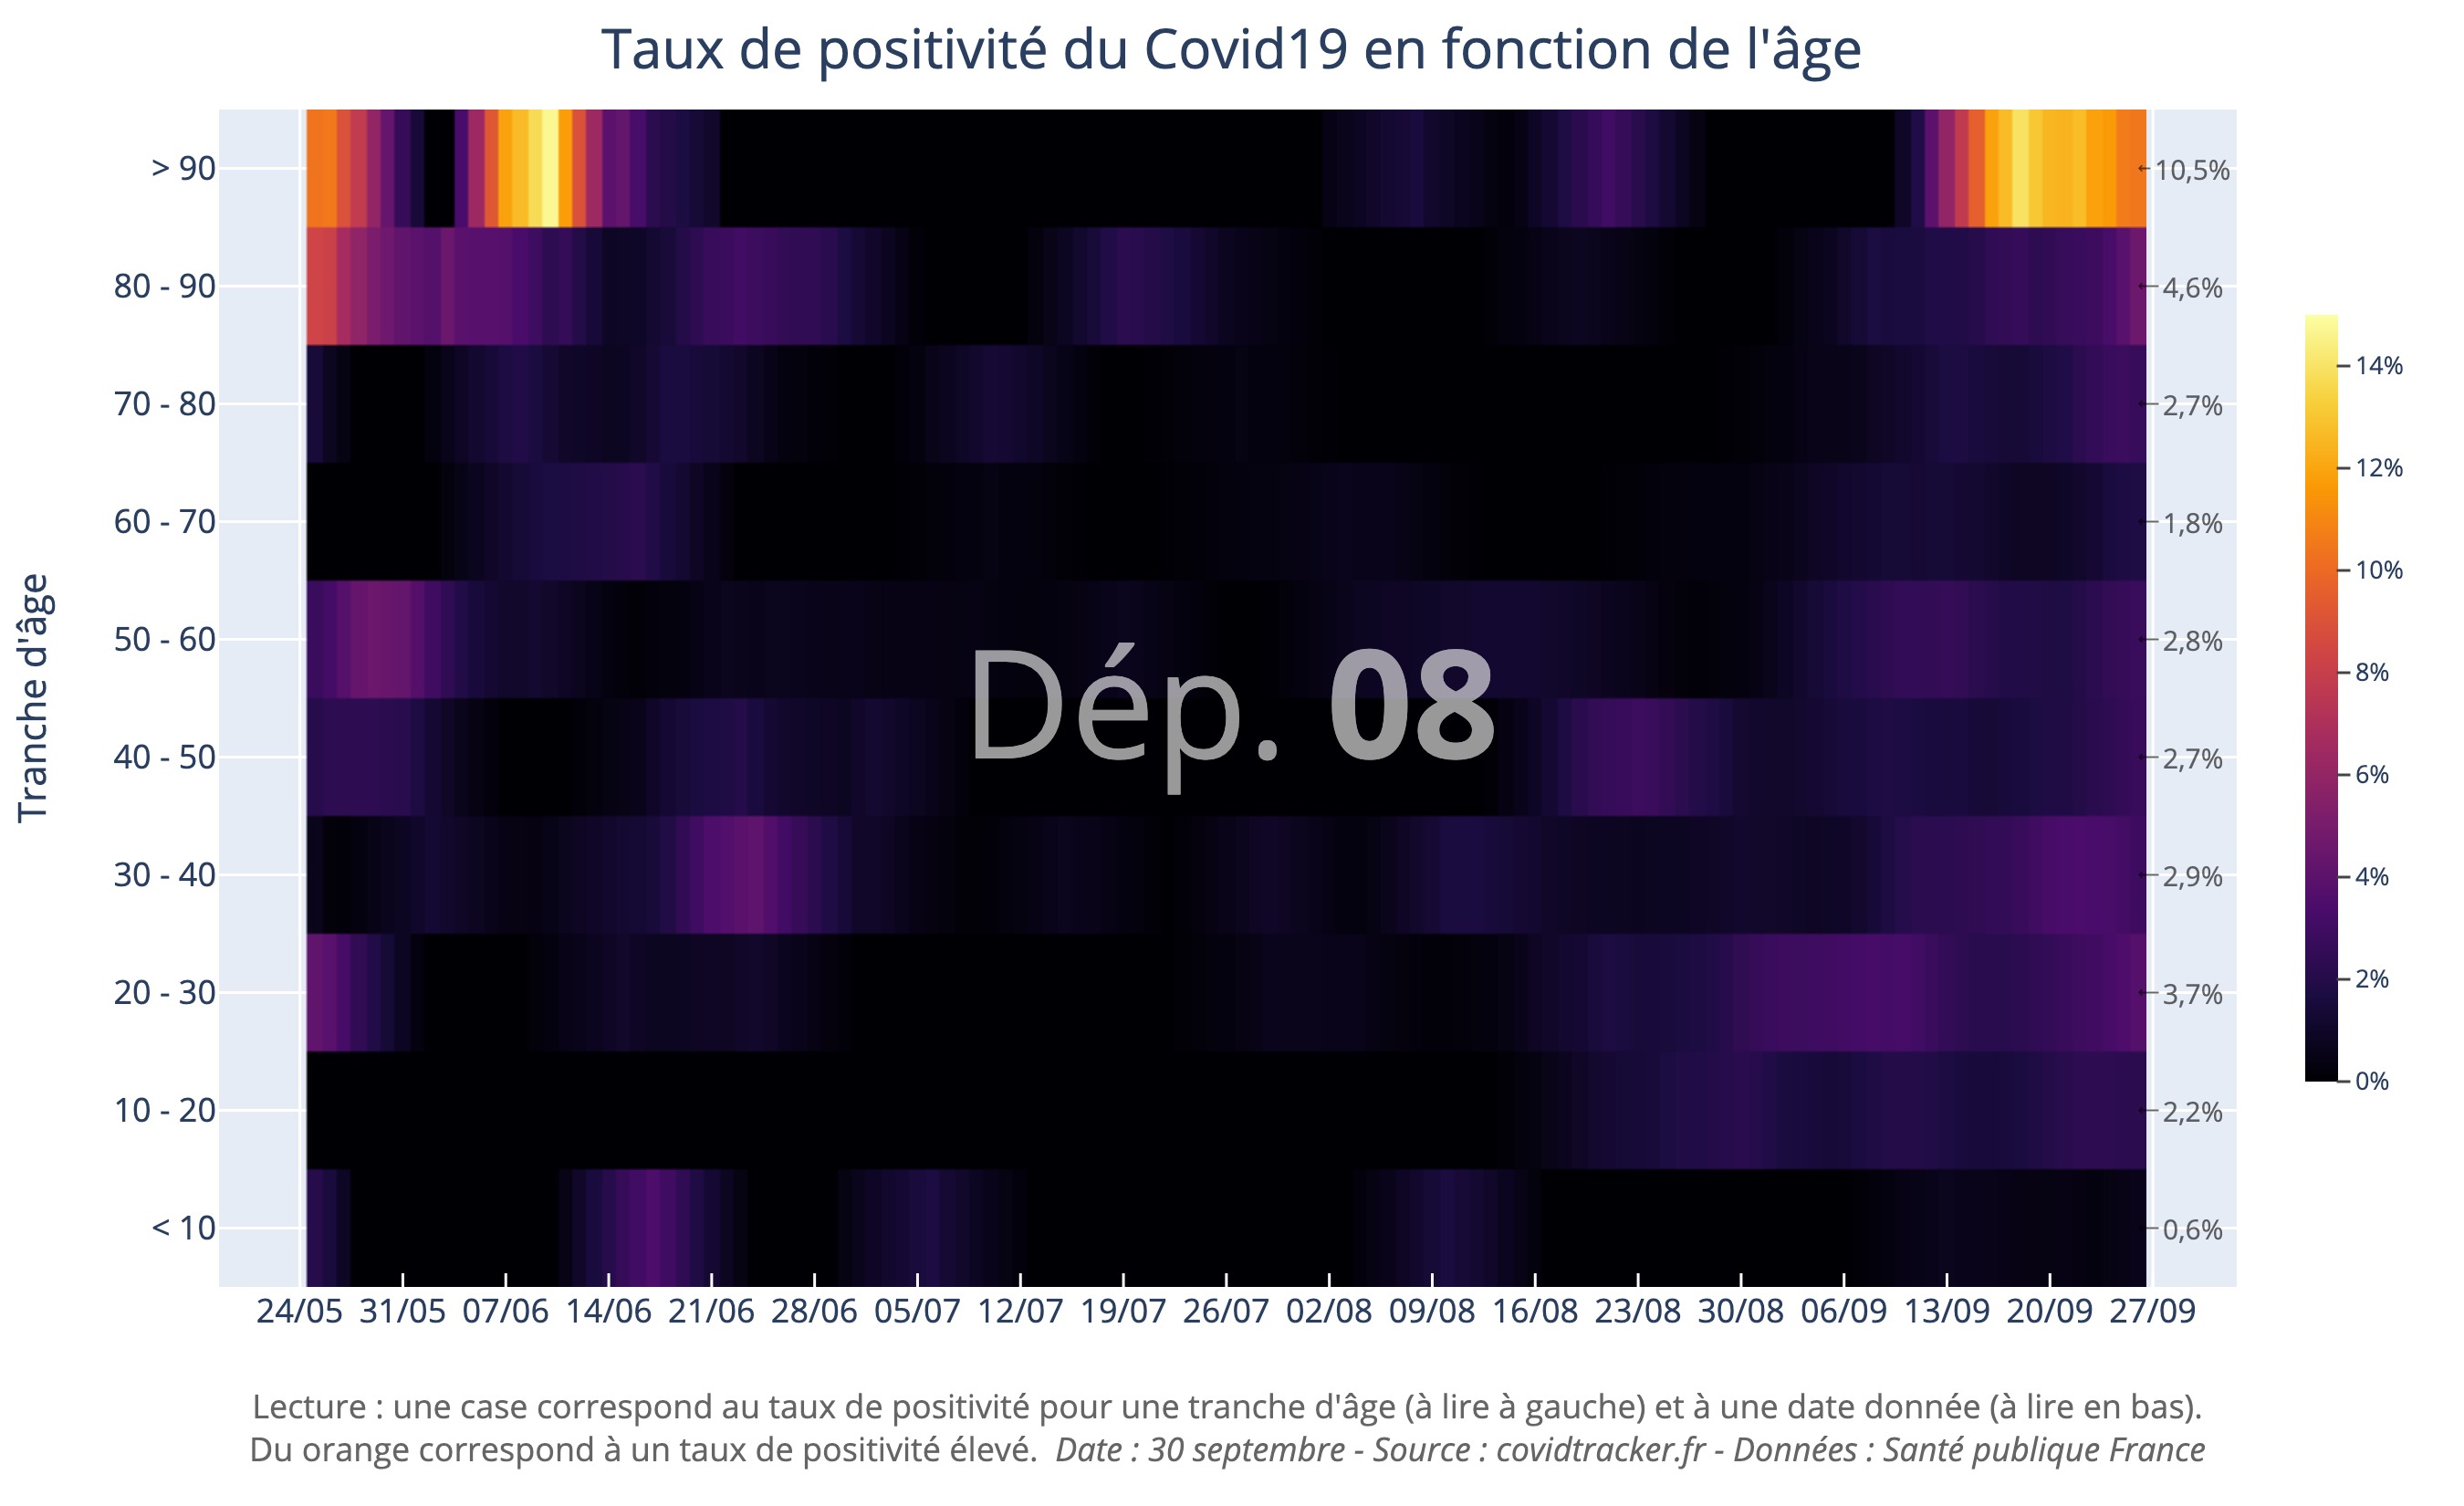 Taux de positivité du Covid19 en fonction de l'âge
Tranche d'âge
> 90
80 - 90
70 - 80
60 - 70
50 - 60
40 - 50
30 - 40
20 - 30
10 - 20
< 10
Dép. 08
10,5%
4,6%
2,7%
1,8%
2,8%
2,7%
2,9%
3,7%
2,2%
0,6%
14%
12%
10%
8%
6%
4%
2%
0%
24/05 31/05 07/06 14/06 21/06 28/06 05/07 12/07 19/07 26/07 02/08 09/08 16/08 23/08 30/08 06/09 13/09 20/09 27/09
Lecture : une case correspond au taux de positivité pour une tranche d'âge (à lire à gauche) et à une date donnée (à lire en bas).
Du orange correspond à un taux de positivité élevé. Date : 30 septembre - Source : covidtracker.fr - Données : Santé publique France